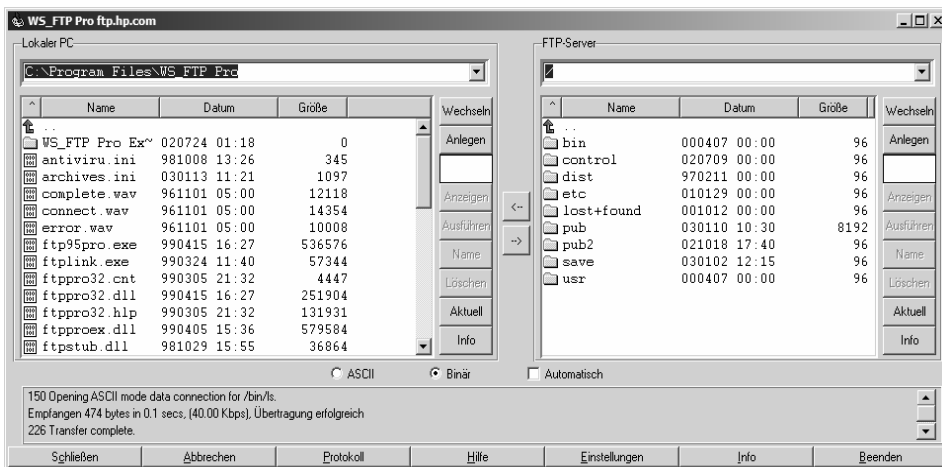 WS_FTP Pro ftp.hp.com
Lokaler PC
C:\Program Files\WS_FTP Pro
^ Name Datum Größe
..
WS_FTP Pro Ex~ 020724 01:18 0
antiviru.ini 981008 13:26 345
archives.ini 030113 11:21 1097
complete.wav 961101 05:00 12118
connect.wav 961101 05:00 14354
error.wav 961101 05:00 10008
ftp95pro.exe 990415 16:27 536576
ftplink.exe 990324 11:40 57344
ftppro32.cnt 990305 21:32 4447
ftppro32.dll 990415 16:27 251904
ftppro32.hlp 990305 21:32 131931
ftpproex.dll 990405 15:36 579584
ftpstub.dll 981029 15:55 36864
Wechseln
Anlegen
Anzeigen
Ausführen
Name
Löschen
Aktuell
Info
<--
-->
FTP-Server
/
^ Name Datum Größe
..
bin 000407 00:00 96
control 020709 00:00 96
dist 970211 00:00 96
etc 010129 00:00 96
lost+found 001012 00:00 96
pub 030110 10:30 8192
pub2 021018 17:40 96
save 030102 12:15 96
usr 000407 00:00 96
Wechseln
Anlegen
Anzeigen
Ausführen
Name
Löschen
Aktuell
Info
ASCII Binär Automatisch
150 Opening ASCII mode data connection for /bin/ls.
Empfangen 474 bytes in 0.1 secs, (40.00 Kbps), Übertragung erfolgreich
226 Transfer complete.
Schließen Abbrechen Protokoll Hilfe Einstellungen Info Beenden